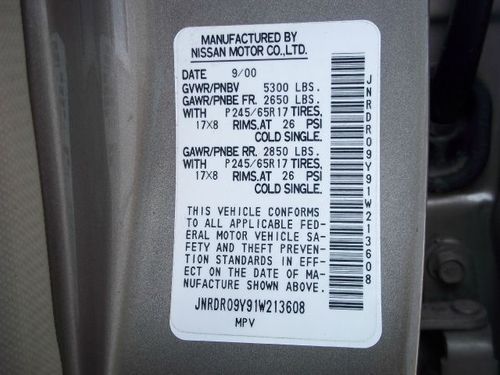 MANUFACTURED BY
NISSAN MOTOR CO.,LTD.
DATE 9/00
GVWR/PNBV 5300 LBS.
GAWR/PNBE FR. 2650 LBS.
WITH P245/65R17 TIRES,
17X8 RIMS.AT 26 PSI
COLD SINGLE.
GAWR/PNBE RR. 2850 LBS.
WITH P245/65R17 TIRES,
17X8 RIMS.AT 26 PSI
COLD SINGLE.
THIS VEHICLE CONFORMS
TO ALL APPLICABLE FED-
ERAL MOTOR VEHICLE SA-
FETY AND THEFT PREVEN-
TION STANDARDS IN EFF-
ECT ON THE DATE OF MA-
NUFACTURE SHOWN ABOVE.
JNRDR09Y91W213608
MPV
JNRDR09Y91W213608